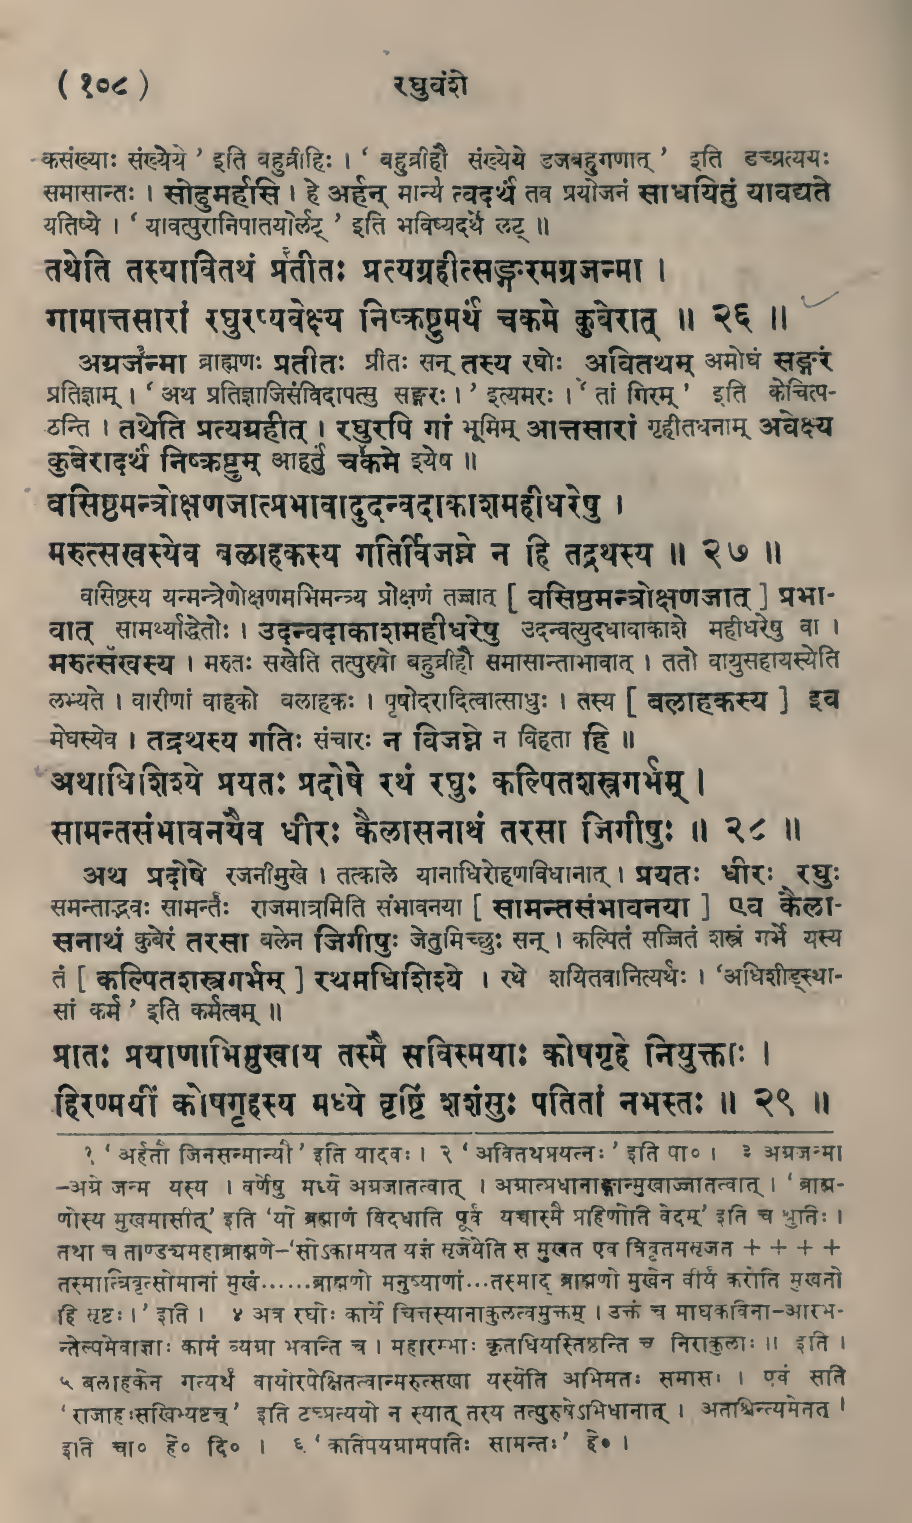 ( १०८ ) रघुवंशे
कसंख्याः संख्येये ' इति बहुव्रीहिः । ' बहुव्रीहौ संख्येये डजबहुगणात् ' इति डच्प्रत्ययः
समासान्तः । सोढुमर्हसि । हे अर्हन् मान्य त्वदर्थं तव प्रयोजनं साधयितुं यावद्यते
यतिष्ये । ' यावत्पुरानिपातयोर्लट् ' इति भविष्यदर्थे लट् ॥
तथेति तस्यावितथं प्रतीतः प्रत्यग्रहीत्सङ्गरमग्रजन्मा ।
गामात्तसारां रघुरप्यवेक्ष्य निष्क्रष्टुमर्थं चकमे कुबेरात् ॥ २६ ॥
अग्रजन्मा ब्राह्मणः प्रतीतः प्रीतः सन् तस्य रघोः अवितथम् अमोघं सङ्गरं
प्रतिज्ञाम् । ' अथ प्रतिज्ञाजिसंविदापत्सु सङ्गरः । ' इत्यमरः । ' तां गिरम् ' इति केचित्प-
ठन्ति । तथेति प्रत्यग्रहीत् । रघुरपि गां भूमिम् आत्तसारां गृहीतधनाम् अवेक्ष्य
कुबेरादर्थं निष्क्रष्टुम् आहर्तुं चकमे इयेष ॥
वसिष्ठमन्त्रोक्षणजात्प्रभावादुदन्वदाकाशमहीधरेषु ।
मरुत्सखस्येव बलाहकस्य गतिर्विजघ्ने न हि तद्रथस्य ॥ २७ ॥
वसिष्ठस्य यन्मन्त्रेणोक्षणमभिमन्त्र्य प्रोक्षणं तज्जात् [ वसिष्ठमन्त्रोक्षणजात् ] प्रभा-
वात् सामर्थ्याद्धेतोः । उदन्वदाकाशमहीधरेषु उदन्वत्युदधावाकाशे महीधरेषु वा ।
मरुत्सखस्य । मरुतः सखेति तत्पुरुषो बहुव्रीहौ समासान्ताभावात् । ततो वायुसहायस्येति
लभ्यते । वारीणां वाहको बलाहकः । पृषोदरादित्वात्साधुः । तस्य [ बलाहकस्य ] इव
मेघस्येव । तद्रथस्य गतिः संचारः न विजघ्ने न विहता हि ॥
अथाधिशिश्ये प्रयतः प्रदोषे रथं रघुः कल्पितशस्त्रगर्भम् ।
सामन्तसंभावनयैव धीरः कैलासनाथं तरसा जिगीषुः ॥ २८ ॥
अथ प्रदोषे रजनीमुखे । तत्काले यानाधिरोहणविधानात् । प्रयतः धीरः रघुः
समन्ताद्भवः सामन्तः राजमात्रमिति संभावनया [ सामन्तसंभावनया ] एव कैला-
सनाथं कुबेरं तरसा बलेन जिगीषुः जेतुमिच्छुः सन् । कल्पितं सज्जितं शस्त्रं गर्भे यस्य
तं [ कल्पितशस्त्रगर्भम् ] रथमधिशिश्ये । रथे शयितवानित्यर्थः । 'अधिशीङ्स्था-
सां कर्म ' इति कर्मत्वम् ॥
प्रातः प्रयाणाभिमुखाय तस्मै सविस्मयाः कोषगृहे नियुक्ताः ।
हिरण्मयीं कोषगृहस्य मध्ये वृष्टिं शशंसुः पतितां नभस्तः ॥ २९ ॥
१ ' अर्हतौ जिनसन्मान्यौ ' इति यादवः । २ ' अवितथप्रयत्नः ' इति पा० । ३ अग्रजन्मा
–अग्रे जन्म यस्य । वर्णेषु मध्ये अग्रजातत्वात् । अग्रात्प्रधानाङ्गान्मुखाज्जातत्वात् । ' ब्राह्म-
णोस्य मुखमासीत्' इति 'यो ब्रह्माणं विदधाति पूर्वं यश्चास्मै प्रहिणोति वेदम्' इति च श्रुतिः ।
तथा च ताण्ड्यमहाब्राह्मणे–'सोऽकामयत यज्ञं सृजेयेति स मुखत एव त्रिवृतमसृजत + + + +
तस्मात्त्रिवृत्सोमानां मुखं......ब्राह्मणो मनुष्याणां...तस्माद् ब्राह्मणो मुखेन वीर्यं करोति मुखतो
हि सृष्टः ।' इति । ४ अत्र रघोः कार्ये चित्तस्यानाकुलत्वमुक्तम् । उक्तं च माघकविना–आरभ-
न्तेल्पमेवाज्ञाः कामं व्यग्रा भवन्ति च । महारम्भाः कृतधियस्तिष्ठन्ति च निराकुलाः ॥ इति ।
५ बलाहकेन गत्यर्थं वायोरपेक्षितत्वान्मरुत्सखा यस्येति अभिमतः समासः । एवं सति
'राजाहःसखिभ्यष्टच्' इति टच्प्रत्ययो न स्यात् तस्य तत्पुरुषेऽभिधानात् । अतश्चिन्त्यमेतत् ।
इति चा० हे० दि० । ६ ' कतिपयग्रामपतिः सामन्तः' हे० ।